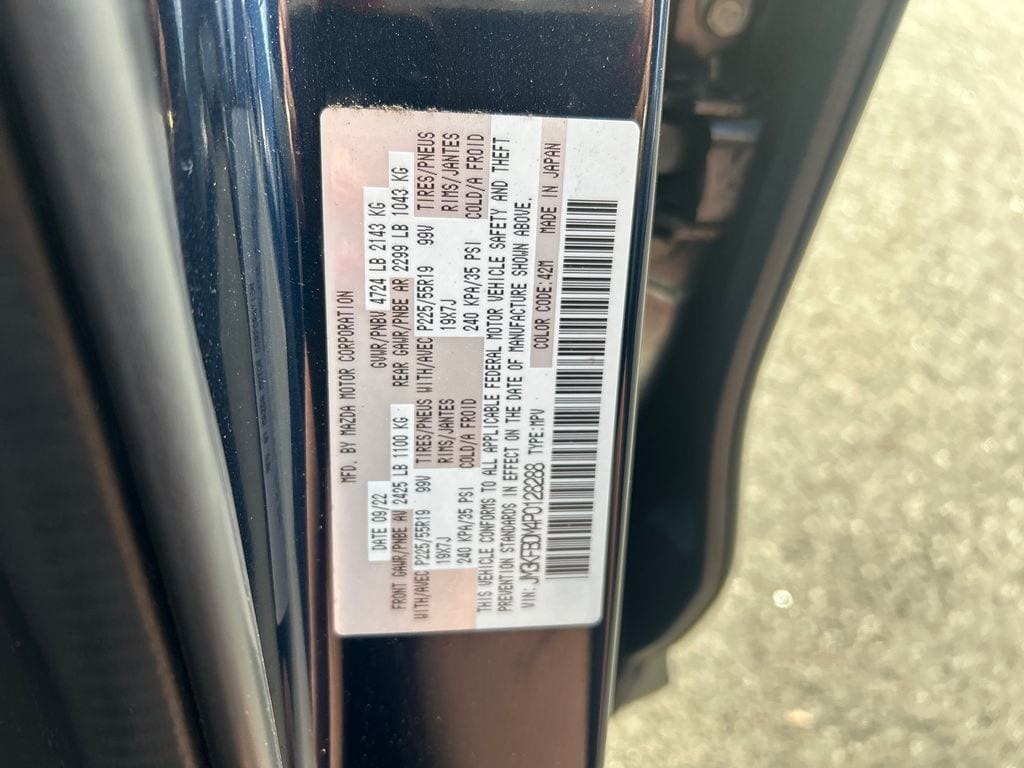 MFD. BY MAZDA MOTOR CORPORATION
DATE 09/22 GVWR/PNBV 4724 LB 2143 KG
FRONT GAWR/PNBE AV 2425 LB 1100 KG REAR GAWR/PNBE AR 2299 LB 1043 KG
WITH/AVEC P225/55R19 99V TIRES/PNEUS WITH/AVEC P225/55R19 99V TIRES/PNEUS
19X7J RIMS/JANTES 19X7J RIMS/JANTES
240 KPA/35 PSI COLD/A FROID 240 KPA/35 PSI COLD/A FROID
THIS VEHICLE CONFORMS TO ALL APPLICABLE FEDERAL MOTOR VEHICLE SAFETY AND THEFT
PREVENTION STANDARDS IN EFFECT ON THE DATE OF MANUFACTURE SHOWN ABOVE.
VIN: JM3KFBDM4P0128288 TYPE:MPV COLOR CODE:42M MADE IN JAPAN